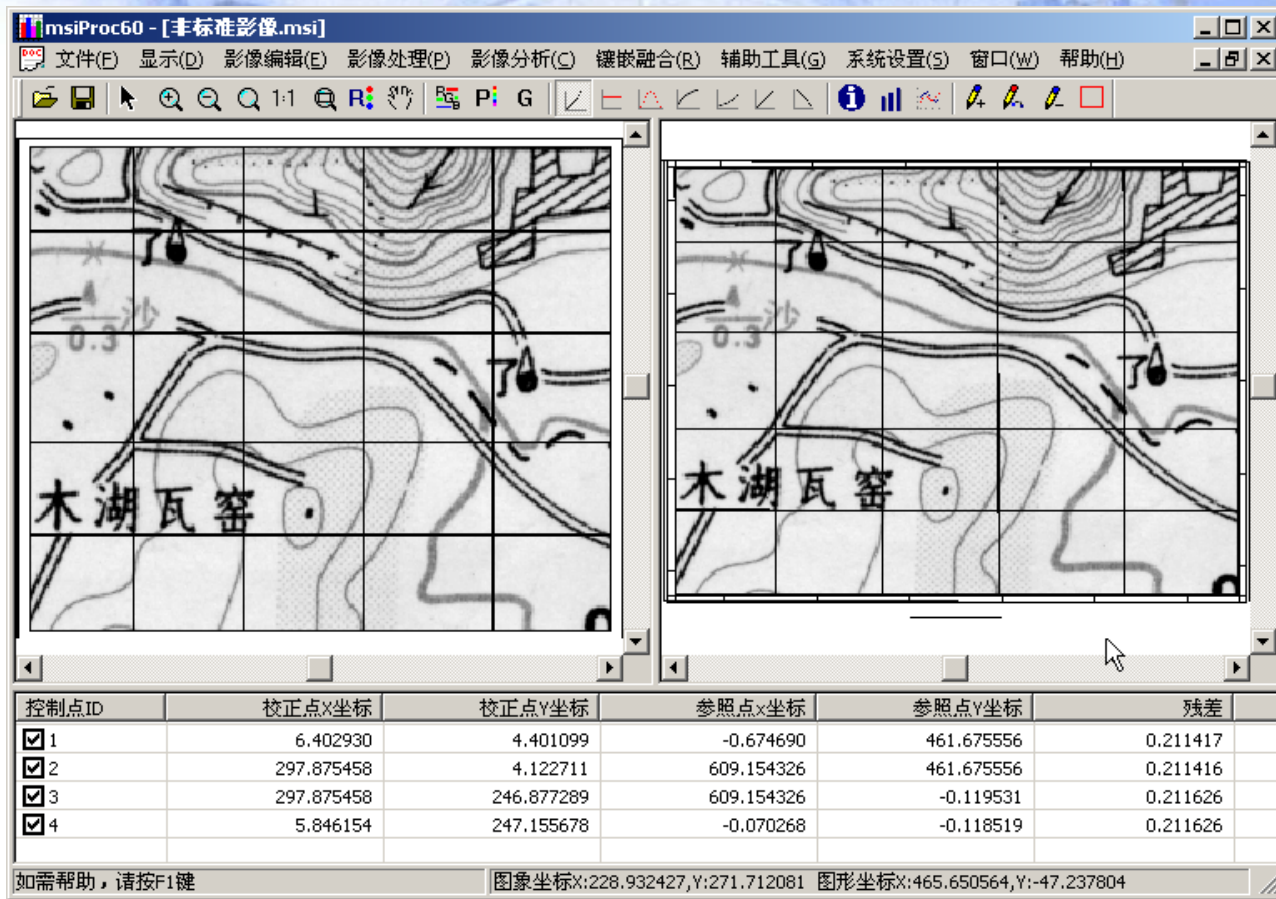 msiProc60 - [非标准影像.msi]
DOC 文件(F) 显示(D) 影像编辑(E) 影像处理(P) 影像分析(C) 镶嵌融合(R) 辅助工具(G) 系统设置(S) 窗口(W) 帮助(H)
1:1 R P G
4
0.3 沙
木湖瓦窑
4
0.3 沙
木湖瓦窑
控制点ID 校正点X坐标 校正点Y坐标 参照点x坐标 参照点Y坐标 残差
1 6.402930 4.401099 -0.674690 461.675556 0.211417
2 297.875458 4.122711 609.154326 461.675556 0.211416
3 297.875458 246.877289 609.154326 -0.119531 0.211626
4 5.846154 247.155678 -0.070268 -0.118519 0.211626
如需帮助，请按F1键 图象坐标X:228.932427,Y:271.712081 图形坐标X:465.650564,Y:-47.237804